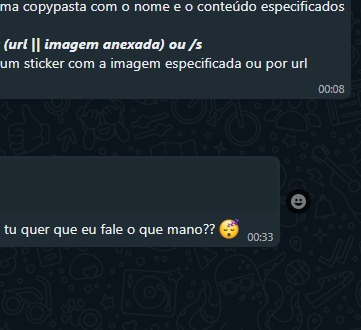 ma copypasta com o nome e o conteúdo especificados
(url || imagem anexada) ou /s
um sticker com a imagem especificada ou por url
00:08
tu quer que eu fale o que mano?? 😴
00:33